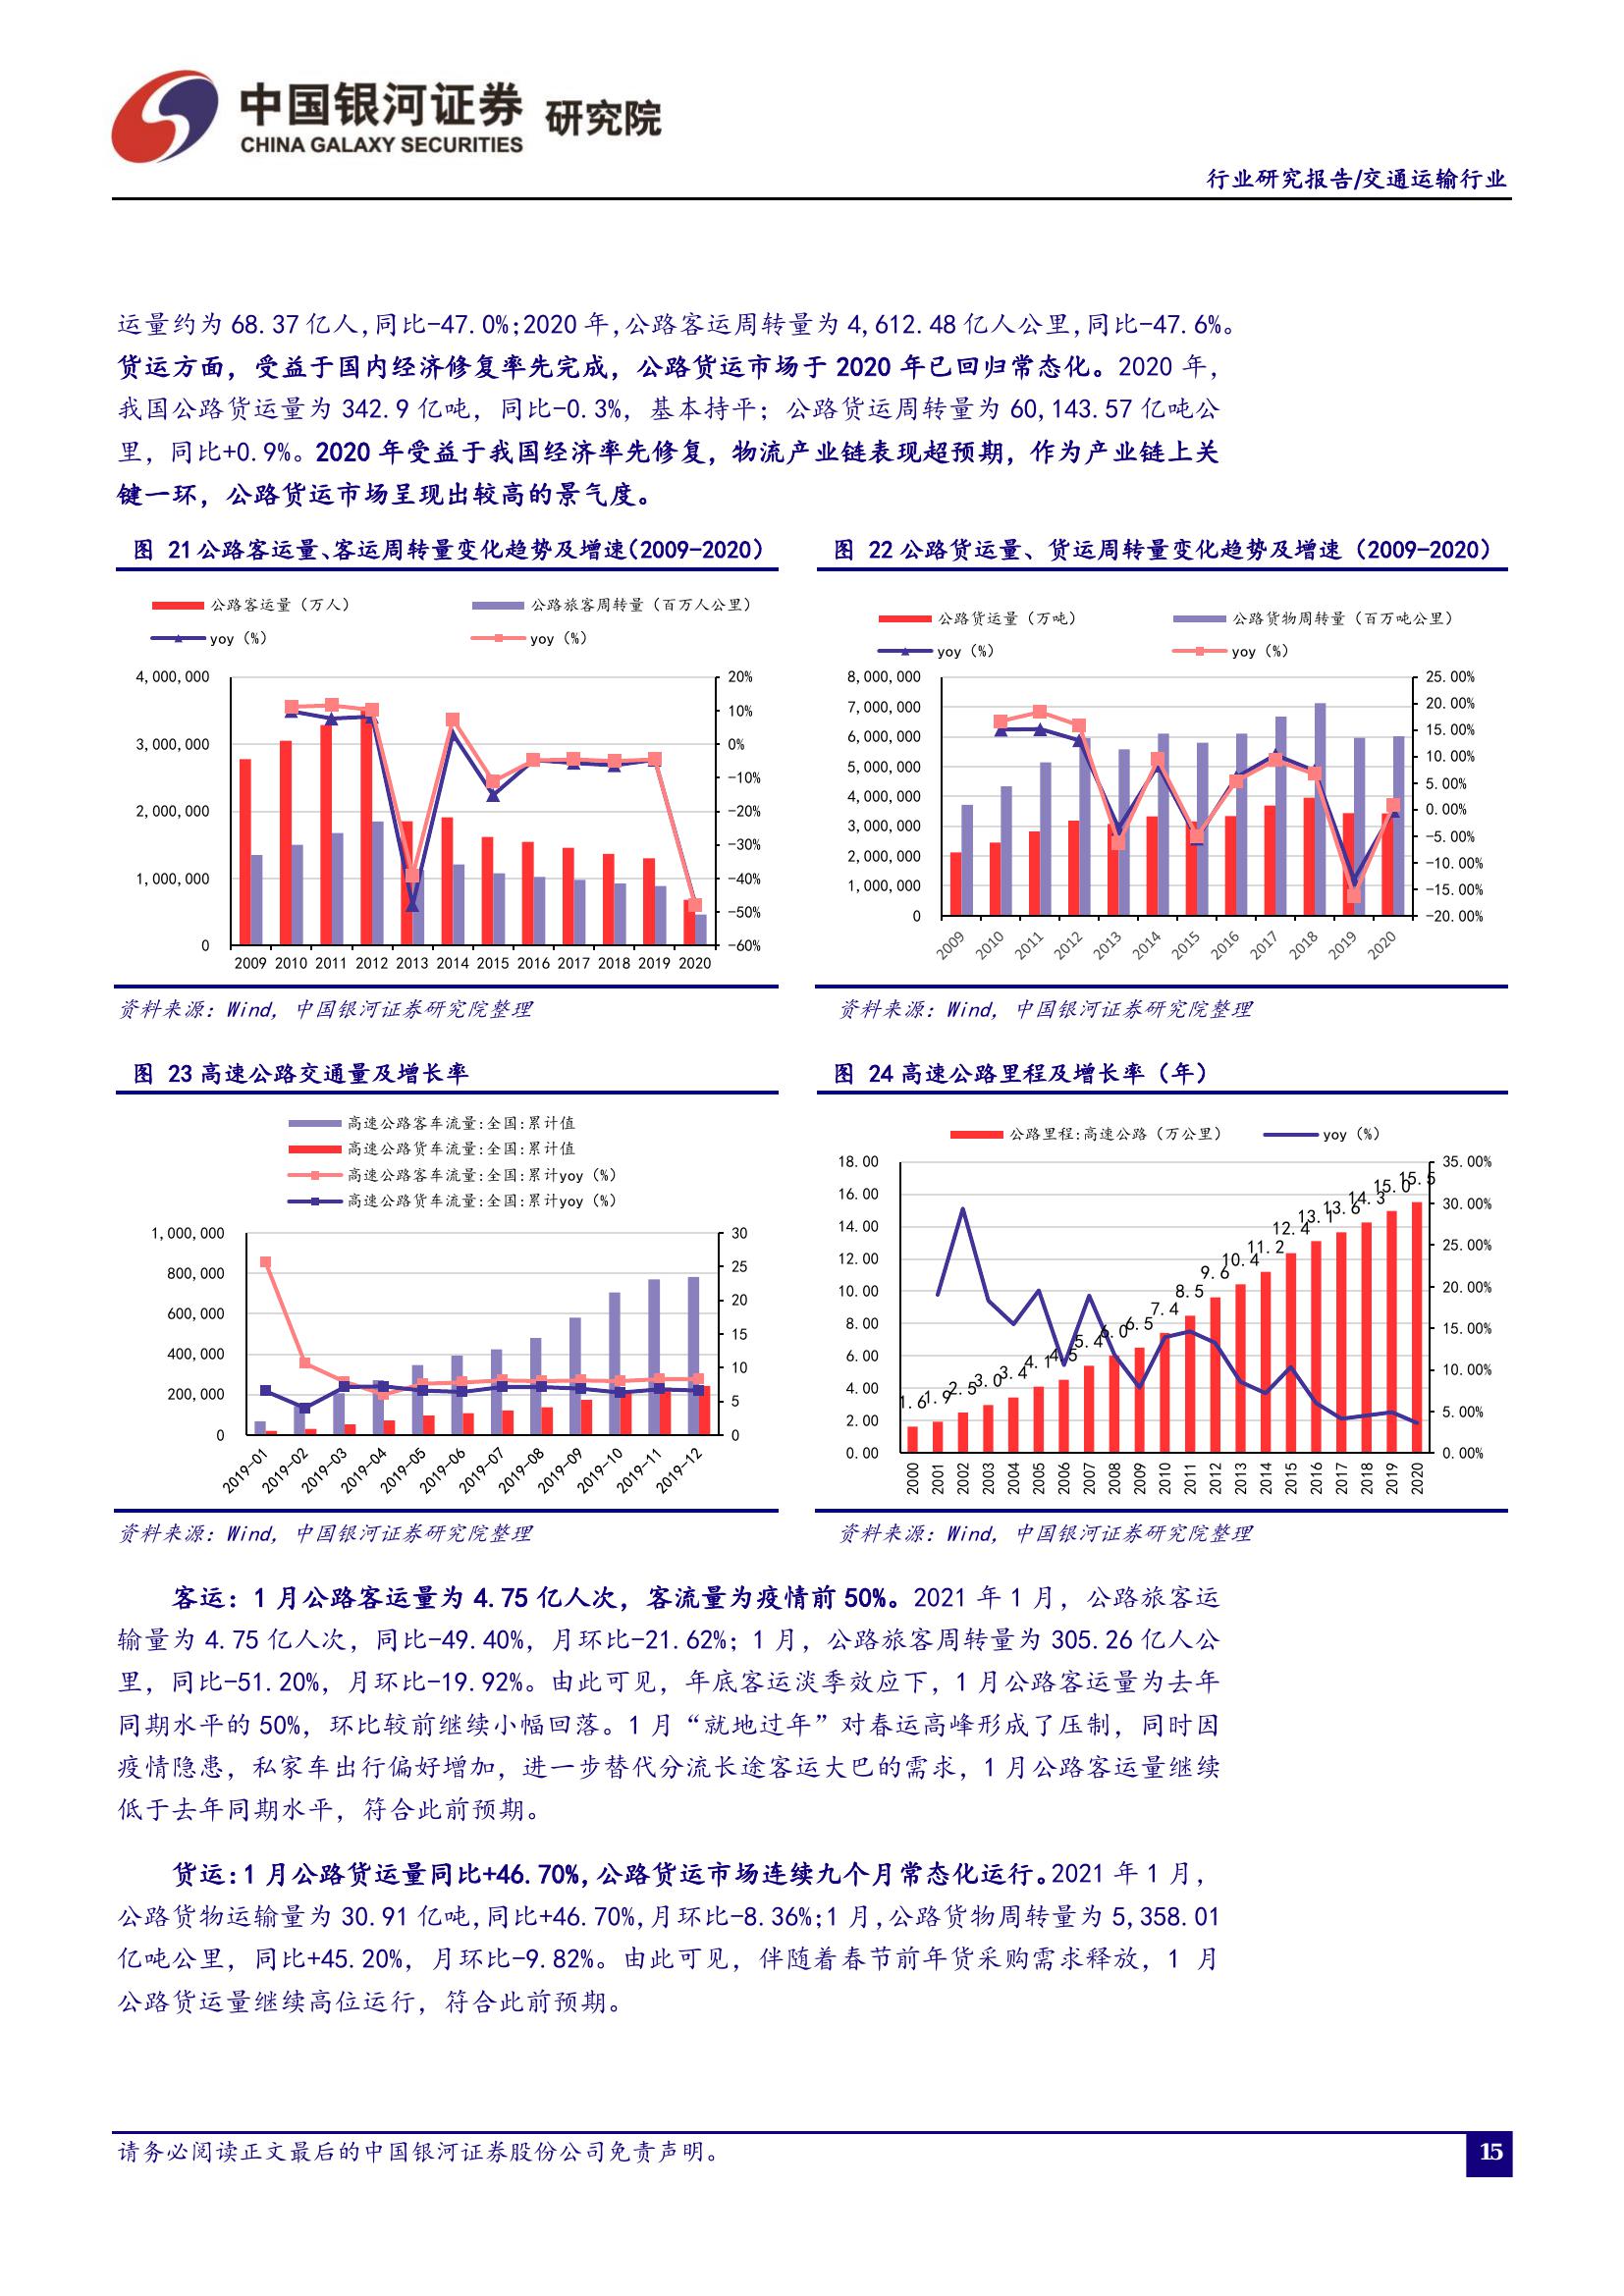 中国银河证券 研究院
CHINA GALAXY SECURITIES
行业研究报告/交通运输行业
运量约为 68.37 亿人,同比-47.0%;2020 年,公路客运周转量为 4,612.48 亿人公里,同比-47.6%。
货运方面，受益于国内经济修复率先完成，公路货运市场于 2020 年已回归常态化。2020 年，
我国公路货运量为 342.9 亿吨，同比-0.3%，基本持平；公路货运周转量为 60,143.57 亿吨公
里，同比+0.9%。2020 年受益于我国经济率先修复，物流产业链表现超预期，作为产业链上关
键一环，公路货运市场呈现出较高的景气度。
图 21 公路客运量、客运周转量变化趋势及增速(2009-2020)
公路客运量（万人） 公路旅客周转量（百万人公里）
yoy（%） yoy（%）
4,000,000 20%
10%
3,000,000 0%
-10%
2,000,000 -20%
-30%
1,000,000 -40%
-50%
0 -60%
2009 2010 2011 2012 2013 2014 2015 2016 2017 2018 2019 2020
资料来源：Wind, 中国银河证券研究院整理
图 22 公路货运量、货运周转量变化趋势及增速（2009-2020）
公路货运量（万吨） 公路货物周转量（百万吨公里）
yoy（%） yoy（%）
8,000,000 25.00%
7,000,000 20.00%
6,000,000 15.00%
5,000,000 10.00%
4,000,000 5.00%
3,000,000 0.00%
2,000,000 -5.00%
1,000,000 -10.00%
0 -15.00%
-20.00%
2009 2010 2011 2012 2013 2014 2015 2016 2017 2018 2019 2020
资料来源：Wind, 中国银河证券研究院整理
图 23 高速公路交通量及增长率
高速公路客车流量:全国:累计值
高速公路货车流量:全国:累计值
高速公路客车流量:全国:累计yoy（%）
高速公路货车流量:全国:累计yoy（%）
1,000,000 30
800,000 25
600,000 20
400,000 15
200,000 10
0 5
0
2019-01 2019-02 2019-03 2019-04 2019-05 2019-06 2019-07 2019-08 2019-09 2019-10 2019-11 2019-12
资料来源：Wind, 中国银河证券研究院整理
图 24 高速公路里程及增长率（年）
公路里程:高速公路（万公里） yoy（%）
18.00 35.00%
16.00 30.00%
14.00 25.00%
12.00 20.00%
10.00 15.00%
8.00 10.00%
6.00 5.00%
4.00 0.00%
2.00
0.00
1.6 1.9 2.5 3.0 3.4 4.1 4.5 5.4 6.0 6.5 7.4 8.5 9.6 10.4 11.2 12.4 13.1 13.6 14.3 15.0 15.5
2000 2001 2002 2003 2004 2005 2006 2007 2008 2009 2010 2011 2012 2013 2014 2015 2016 2017 2018 2019 2020
资料来源：Wind, 中国银河证券研究院整理
客运：1 月公路客运量为 4.75 亿人次，客流量为疫情前 50%。2021 年 1 月，公路旅客运
输量为 4.75 亿人次，同比-49.40%，月环比-21.62%；1 月，公路旅客周转量为 305.26 亿人公
里，同比-51.20%，月环比-19.92%。由此可见，年底客运淡季效应下，1 月公路客运量为去年
同期水平的 50%，环比较前继续小幅回落。1 月“就地过年”对春运高峰形成了压制，同时因
疫情隐患，私家车出行偏好增加，进一步替代分流长途客运大巴的需求，1 月公路客运量继续
低于去年同期水平，符合此前预期。
货运:1 月公路货运量同比+46.70%,公路货运市场连续九个月常态化运行。2021 年 1 月，
公路货物运输量为 30.91 亿吨,同比+46.70%,月环比-8.36%;1 月,公路货物周转量为 5,358.01
亿吨公里，同比+45.20%，月环比-9.82%。由此可见，伴随着春节前年货采购需求释放，1 月
公路货运量继续高位运行，符合此前预期。
请务必阅读正文最后的中国银河证券股份公司免责声明。
15